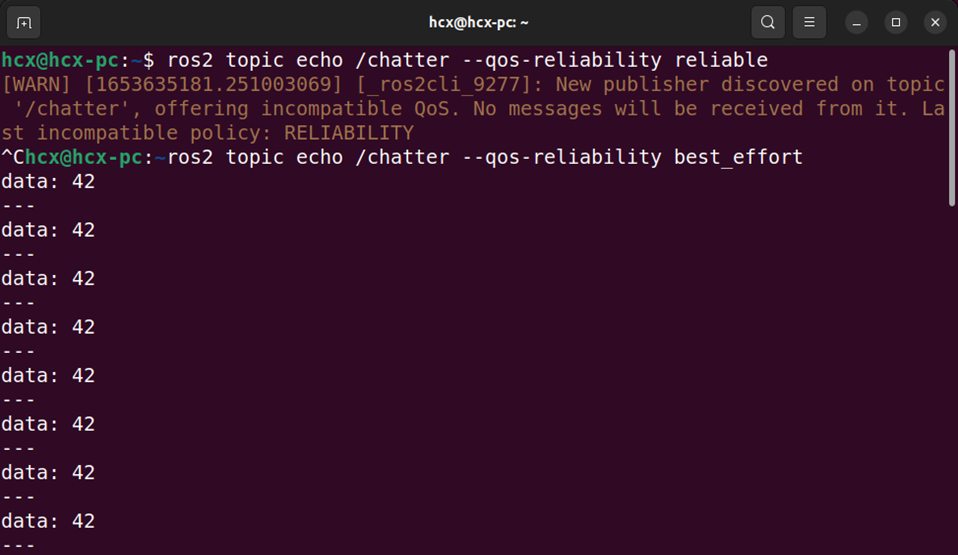 hcx@hcx-pc: ~
hcx@hcx-pc:~$ ros2 topic echo /chatter --qos-reliability reliable
[WARN] [1653635181.251003069] [_ros2cli_9277]: New publisher discovered on topic
'/chatter', offering incompatible QoS. No messages will be received from it. La
st incompatible policy: RELIABILITY
^Chcx@hcx-pc:~ros2 topic echo /chatter --qos-reliability best_effort
data: 42
---
data: 42
---
data: 42
---
data: 42
---
data: 42
---
data: 42
---
data: 42
---
data: 42
---